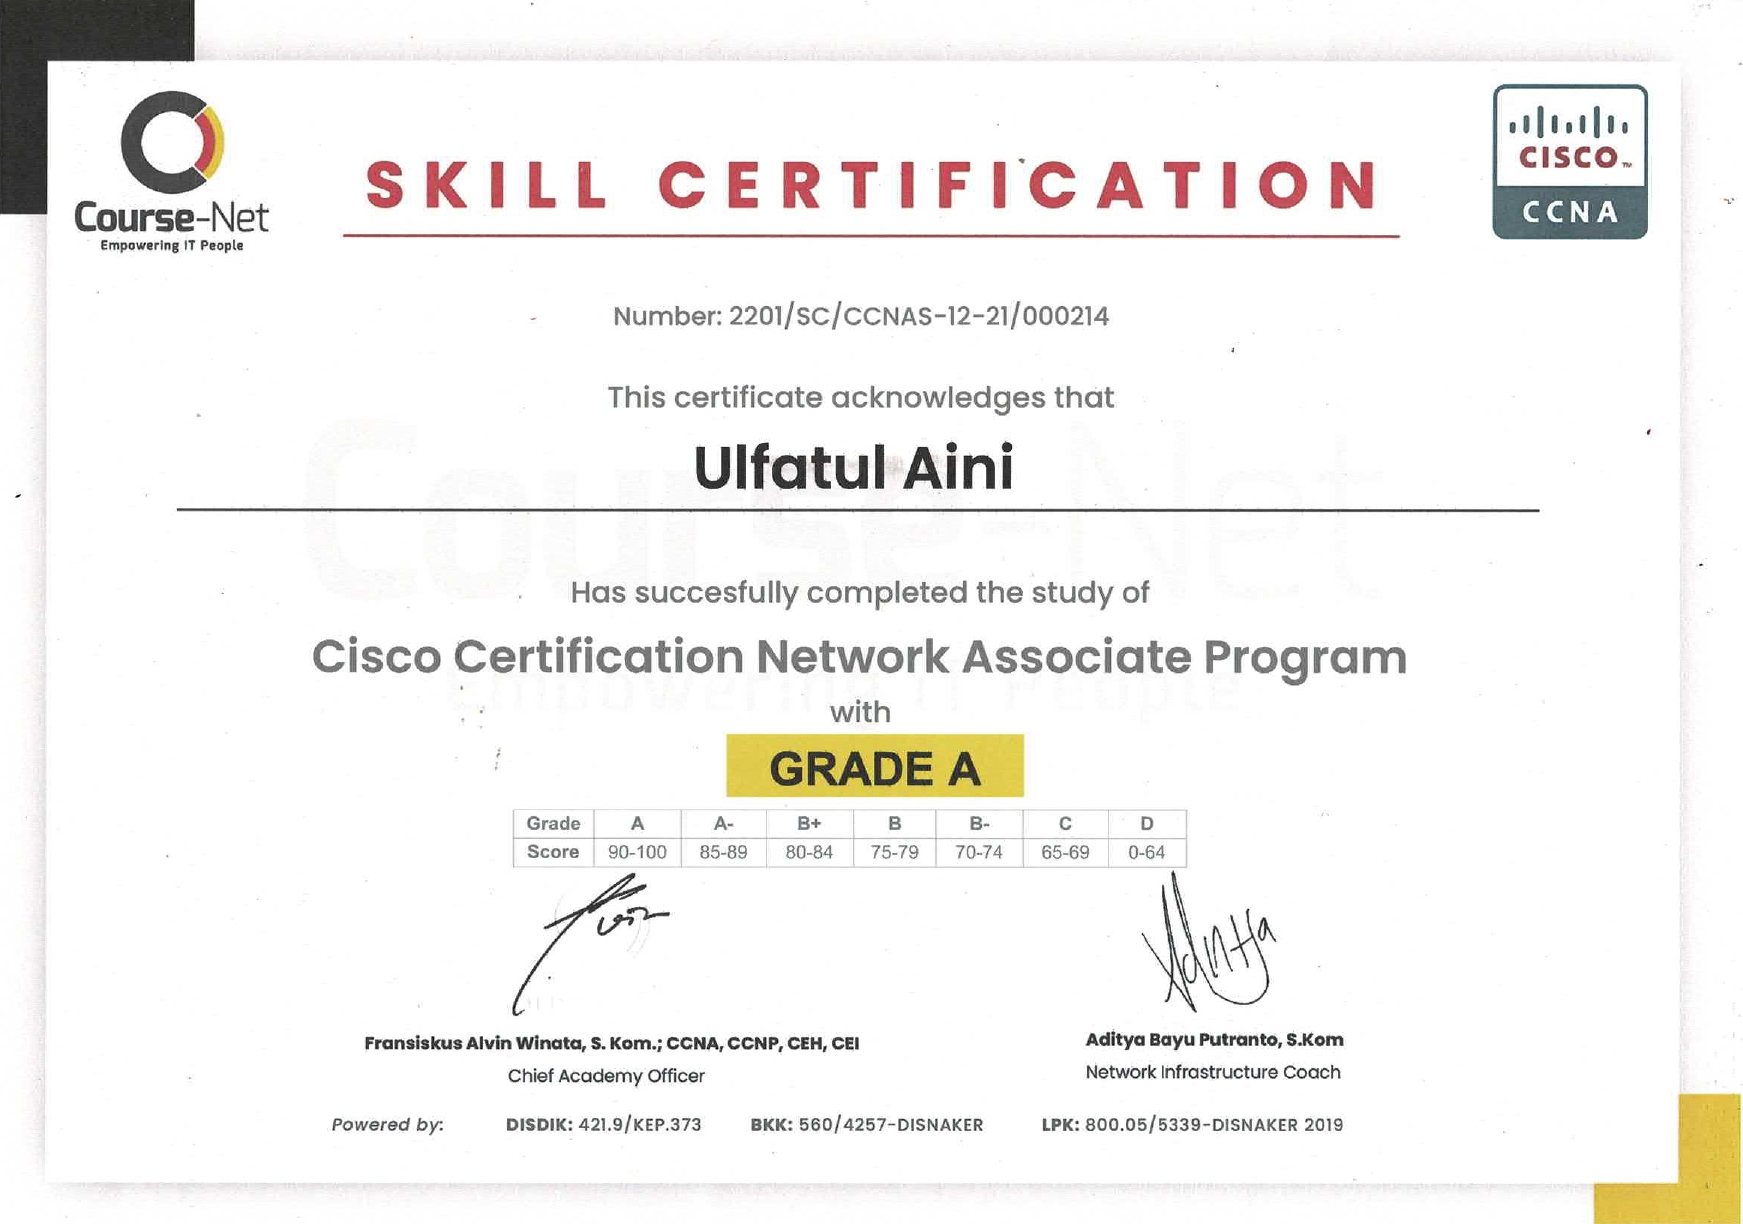 Course-Net
Empowering IT People
SKILL CERTIFICATION
CISCO™
CCNA
Number: 2201/SC/CCNAS-12-21/000214
This certificate acknowledges that
Ulfatul Aini
Has succesfully completed the study of
Cisco Certification Network Associate Program
with
GRADE A
Grade A A- B+ B B- C D
Score 90-100 85-89 80-84 75-79 70-74 65-69 0-64
Fransiskus Alvin Winata, S. Kom.; CCNA, CCNP, CEH, CEI
Chief Academy Officer
Aditya Bayu Putranto, S.Kom
Network Infrastructure Coach
Powered by: DISDIK: 421.9/KEP.373 BKK: 560/4257-DISNAKER LPK: 800.05/5339-DISNAKER 2019